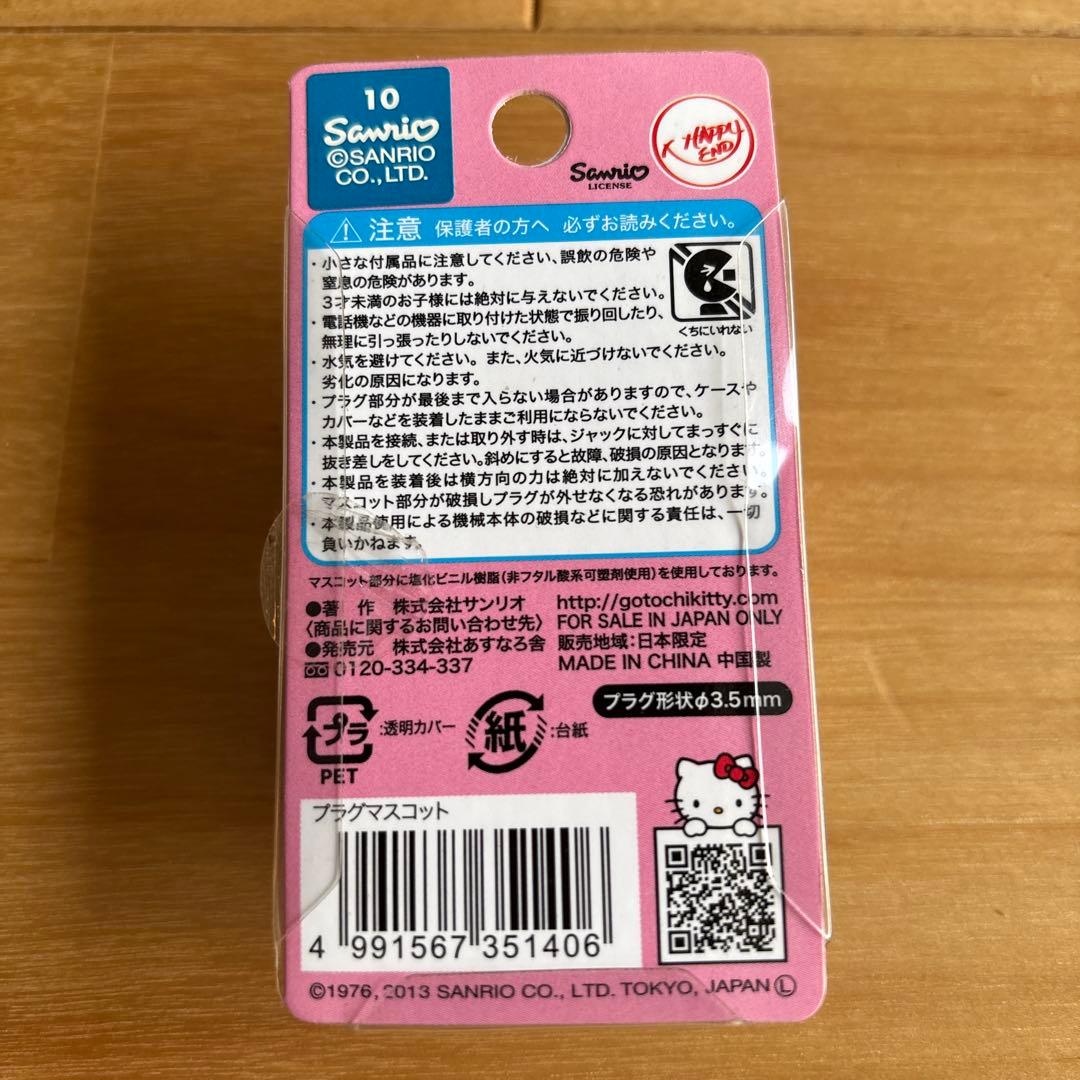 10
Sanrio
©SANRIO
CO., LTD.
Sanrio
LICENSE
HAPPY
END
注意 保護者の方へ 必ずお読みください。
・小さな付属品に注意してください、誤飲の危険や
窒息の危険があります。
3才未満のお子様には絶対に与えないでください。
・電話機などの機器に取り付けた状態で振り回したり、
無理に引っ張ったりしないでください。
くちにいれない
・水気を避けてください。また、火気に近づけないでください。
劣化の原因になります。
・プラグ部分が最後まで入らない場合がありますので、ケースや
カバーなどを装着したままご利用にならないでください。
・本製品を接続、または取り外す時は、ジャックに対してまっすぐに
抜き差しをしてください。斜めにすると故障、破損の原因となります。
・本製品を装着後は横方向の力は絶対に加えないでください。
マスコット部分が破損しプラグが外せなくなる恐れがあります。
・本製品使用による機械本体の破損などに関する責任は、一切
負いかねます。
マスコット部分に塩化ビニル樹脂(非フタル酸系可塑剤使用)を使用しております。
●著 作 株式会社サンリオ
〈商品に関するお問い合わせ先〉
●発売元 株式会社あすなろ舎
0120-334-337
http://gotochikitty.com
FOR SALE IN JAPAN ONLY
販売地域:日本限定
MADE IN CHINA 中国製
プラグ形状φ3.5mm
プラ
:透明カバー
PET
紙
:台紙
プラグマスコット
4 991567 351406
©1976, 2013 SANRIO CO., LTD. TOKYO, JAPAN Ⓛ